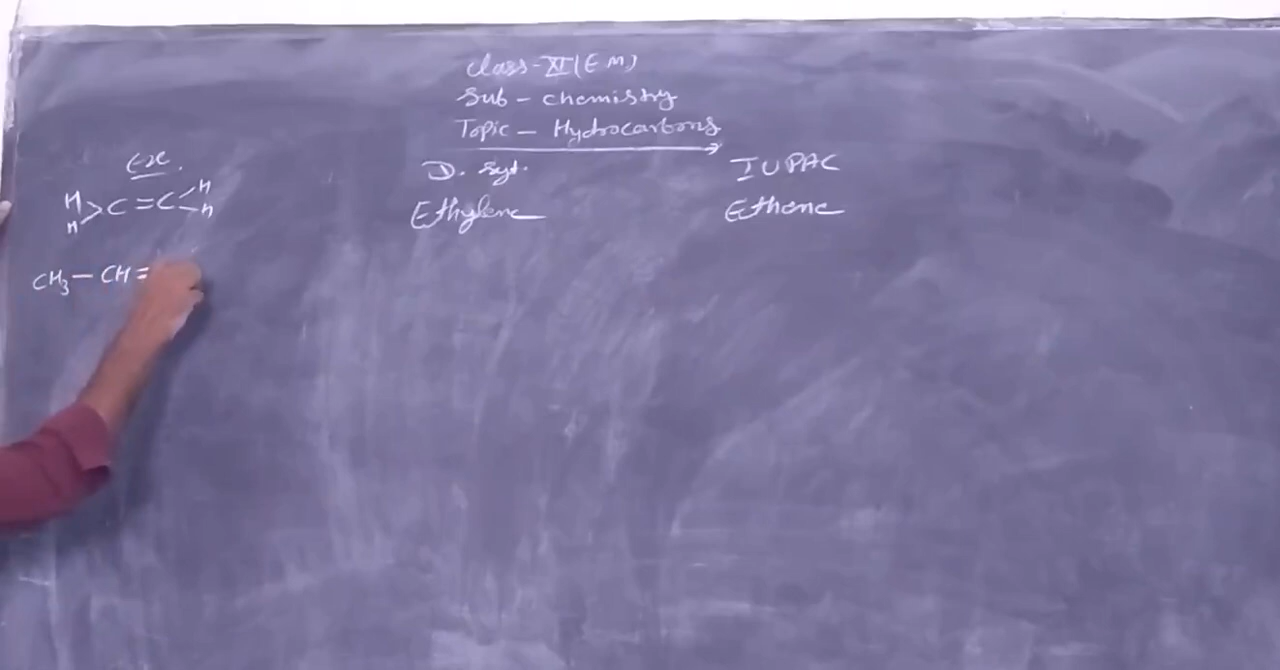 Class-XI(EM)
Sub - chemistry
Topic - Hydrocarbons
Ex.
D. syt.
IUPAC
H H
>C=C<
H H
Ethylene
Ethene
CH3-CH=